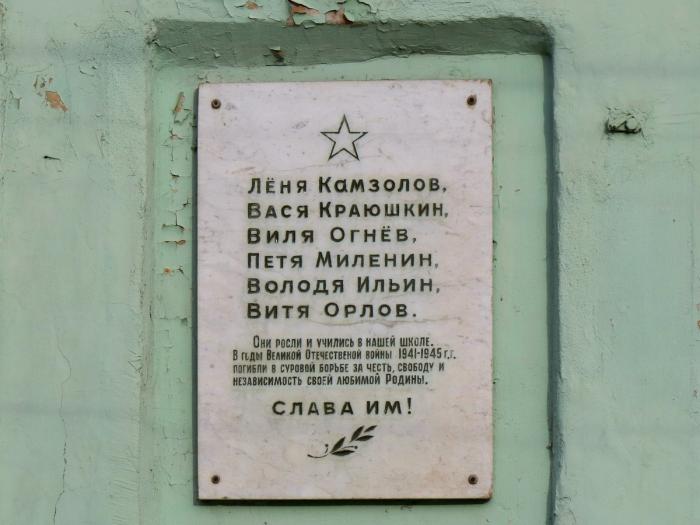 Лёня Камзолов,
Вася Краюшкин,
Виля Огнёв,
Петя Миленин,
Володя Ильин,
Витя Орлов.
Они росли и учились в нашей школе.
В годы Великой Отечественой войны 1941-1945 г.г.
погибли в суровой борьбе за честь, свободу и
независимость своей любимой Родины.
Слава им!